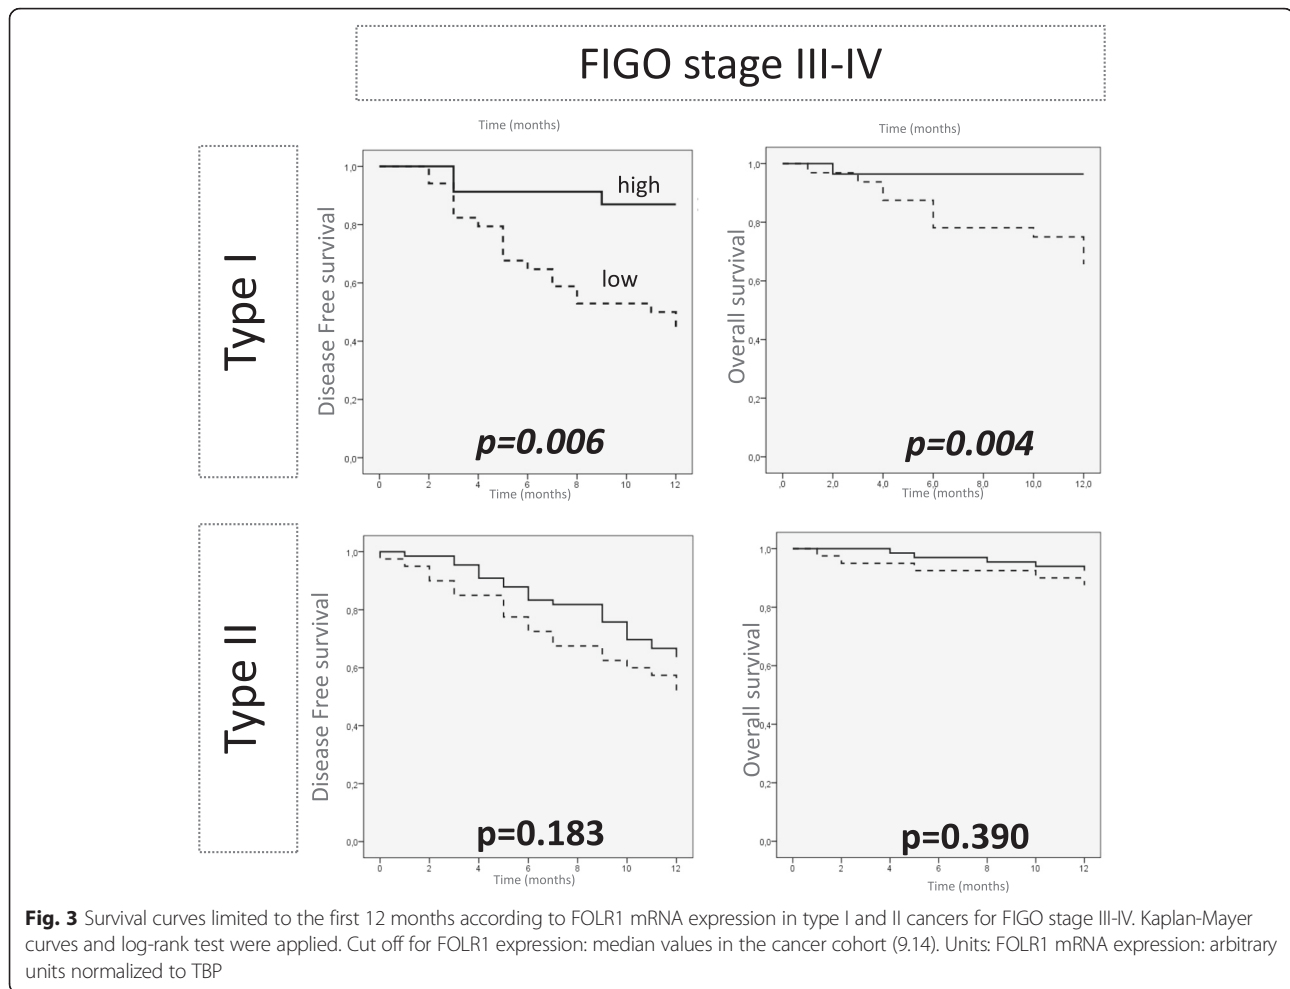 FIGO stage III-IV
Time (months)
Time (months)
Type I
Disease Free survival
1,0
0,8
0,6
0,4
0,2
0,0
high
low
p=0.006
0 2 4 6 8 10 12
Time (months)
Overall survival
1,0
0,8
0,6
0,4
0,2
0,0
p=0.004
,0 2,0 4,0 6,0 8,0 10,0 12,0
Time (months)
Type II
Disease Free survival
1,0
0,8
0,6
0,4
0,2
0,0
p=0.183
0 2 4 6 8 10 12
Time (months)
Overall survival
1,0
0,8
0,6
0,4
0,2
0,0
p=0.390
0 2 4 6 8 10 12
Time (months)
Fig. 3 Survival curves limited to the first 12 months according to FOLR1 mRNA expression in type I and II cancers for FIGO stage III-IV. Kaplan-Mayer
curves and log-rank test were applied. Cut off for FOLR1 expression: median values in the cancer cohort (9.14). Units: FOLR1 mRNA expression: arbitrary
units normalized to TBP